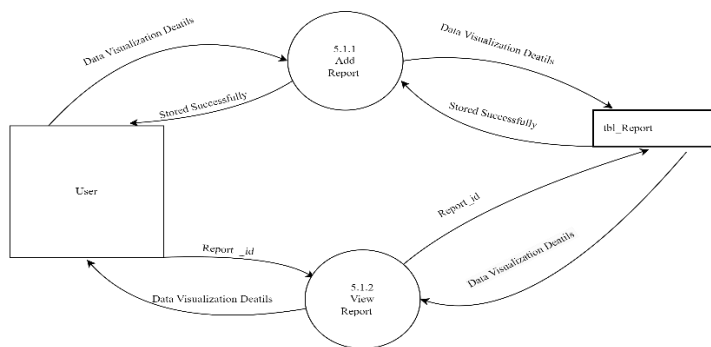 Data Visualization Deatils
5.1.1
Add
Report
Data Visualization Deatils
Stored Successfully
Stored Successfully
tbl_Report
User
Report_id
Report _id
Data Visualization Deatils
5.1.2
View
Report
Data Visualization Deatils